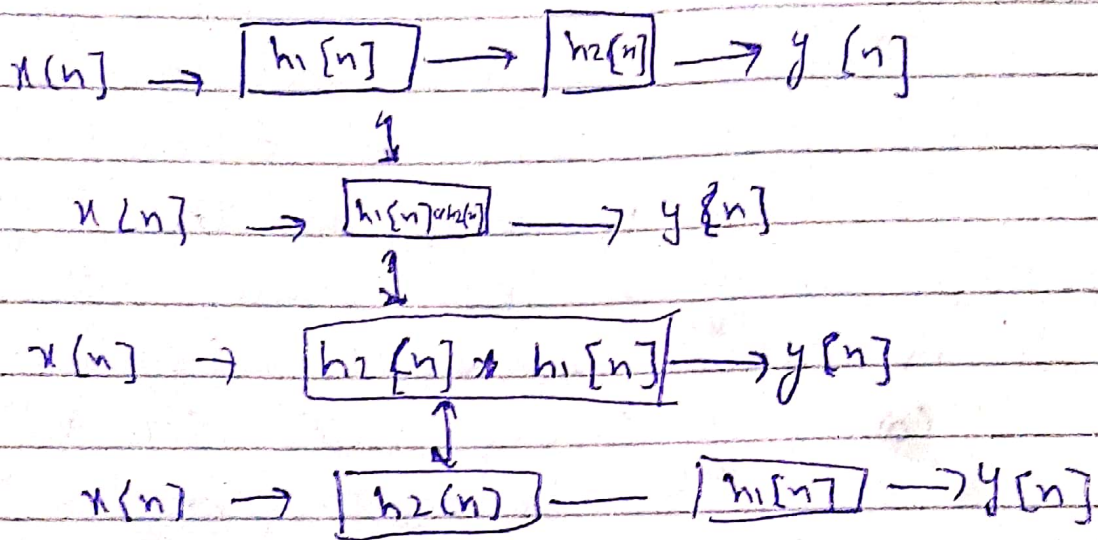 x[n] → h1[n] → h2[n] → y[n]
↕
x[n] → h1[n]*h2[n] → y[n]
↕
x[n] → h2[n] * h1[n] → y[n]
↕
x[n] → h2(n) — h1[n] → y[n]